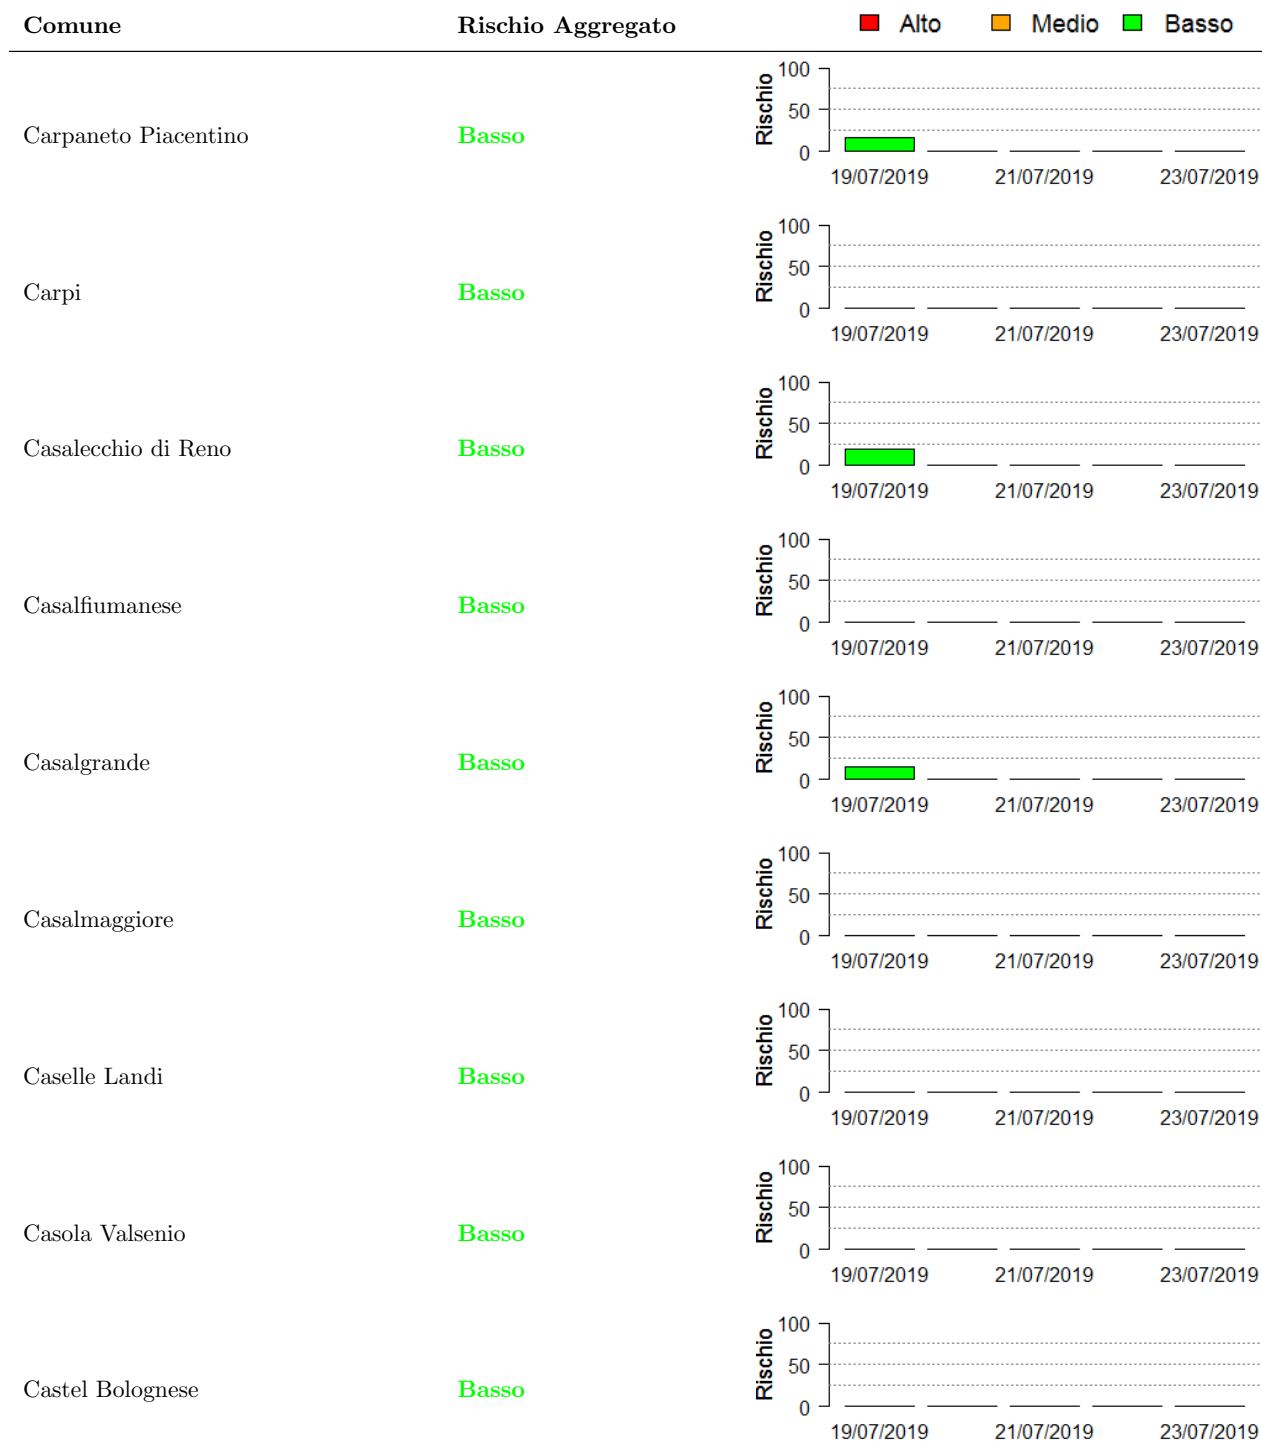 Comune Rischio Aggregato Alto Medio Basso
100
50
0
Rischio
Carpaneto Piacentino Basso
19/07/2019 21/07/2019 23/07/2019
100
50
0
Rischio
Carpi Basso
19/07/2019 21/07/2019 23/07/2019
100
50
0
Rischio
Casalecchio di Reno Basso
19/07/2019 21/07/2019 23/07/2019
100
50
0
Rischio
Casalfiumanese Basso
19/07/2019 21/07/2019 23/07/2019
100
50
0
Rischio
Casalgrande Basso
19/07/2019 21/07/2019 23/07/2019
100
50
0
Rischio
Casalmaggiore Basso
19/07/2019 21/07/2019 23/07/2019
100
50
0
Rischio
Caselle Landi Basso
19/07/2019 21/07/2019 23/07/2019
100
50
0
Rischio
Casola Valsenio Basso
19/07/2019 21/07/2019 23/07/2019
100
50
0
Rischio
Castel Bolognese Basso
19/07/2019 21/07/2019 23/07/2019